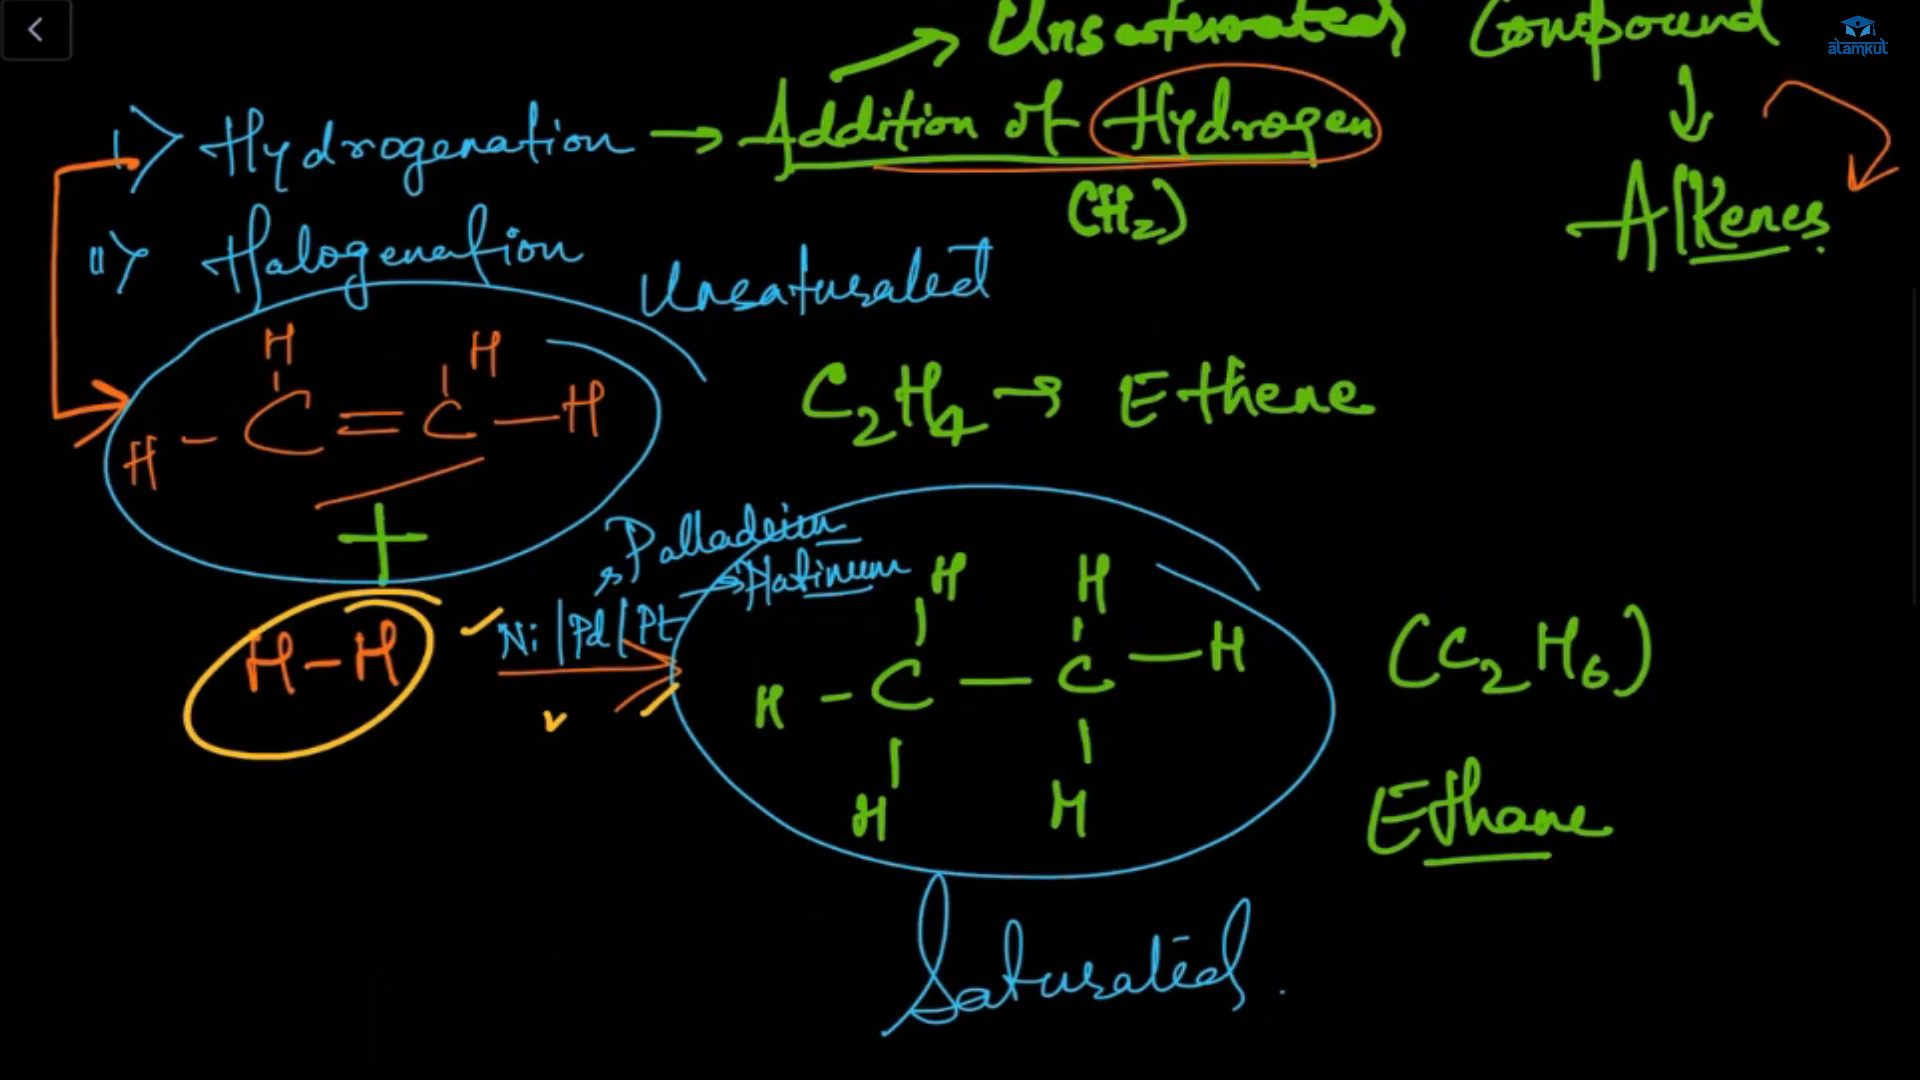 Unsaturated Compound
alamkut
i) Hydrogenation → Addition of Hydrogen
(H₂)
↓
Alkenes
ii) Halogenation
Unsaturated
H H
H - C = C - H
C₂H₄ → Ethene
+
Palladium
Platinum
H - H
Ni | Pd | Pt
H H
H - C - C - H
H H
(C₂H₆)
Ethane
Saturated.